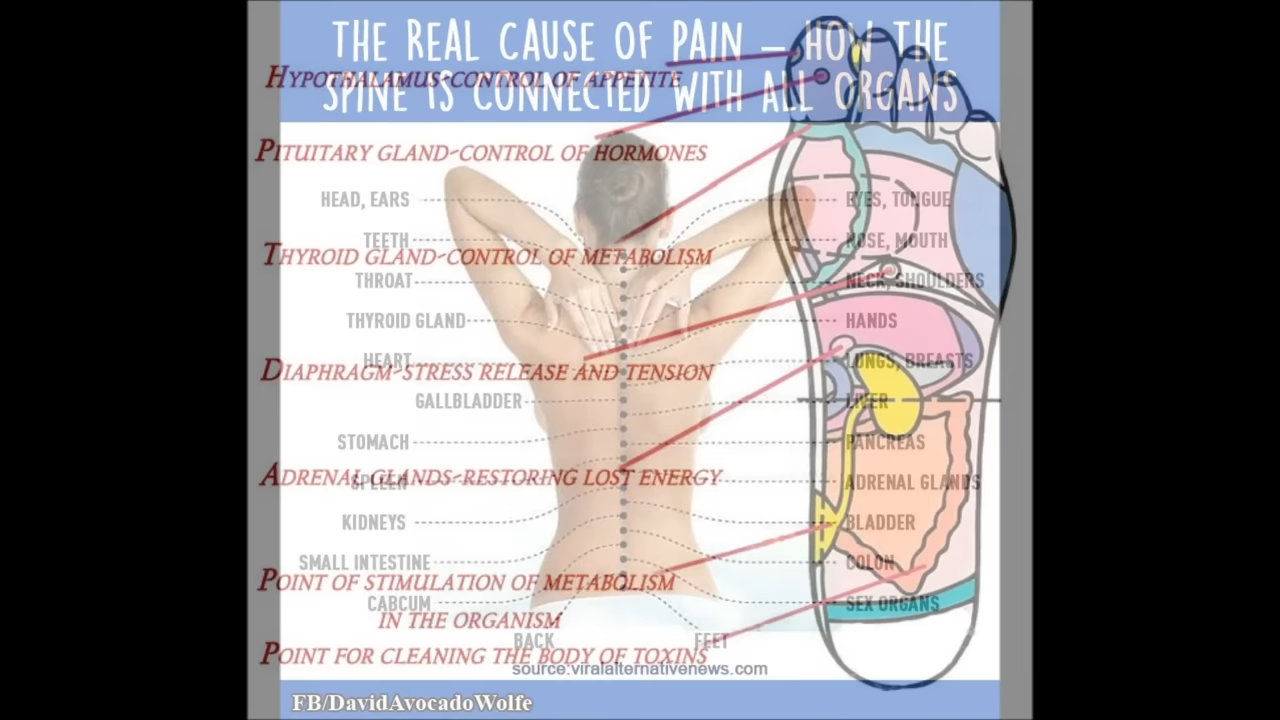 THE REAL CAUSE OF PAIN – HOW THE
HYPOTHALAMUS-CONTROL OF APPETITE
SPINE IS CONNECTED WITH ALL ORGANS
PITUITARY GLAND-CONTROL OF HORMONES
HEAD, EARS
EYES, TONGUE
TEETH
NOSE, MOUTH
THYROID GLAND-CONTROL OF METABOLISM
THROAT
NECK, SHOULDERS
THYROID GLAND
HANDS
HEART
LUNGS, BREASTS
DIAPHRAGM-STRESS RELEASE AND TENSION
GALLBLADDER
LIVER
STOMACH
PANCREAS
ADRENAL GLANDS-RESTORING LOST ENERGY
SPLEEN
ADRENAL GLANDS
KIDNEYS
BLADDER
SMALL INTESTINE
COLON
POINT OF STIMULATION OF METABOLISM
IN THE ORGANISM
CABCUM
SEX ORGANS
BACK
FEET
POINT FOR CLEANING THE BODY OF TOXINS
source:viralalternativenews.com
FB/DavidAvocadoWolfe